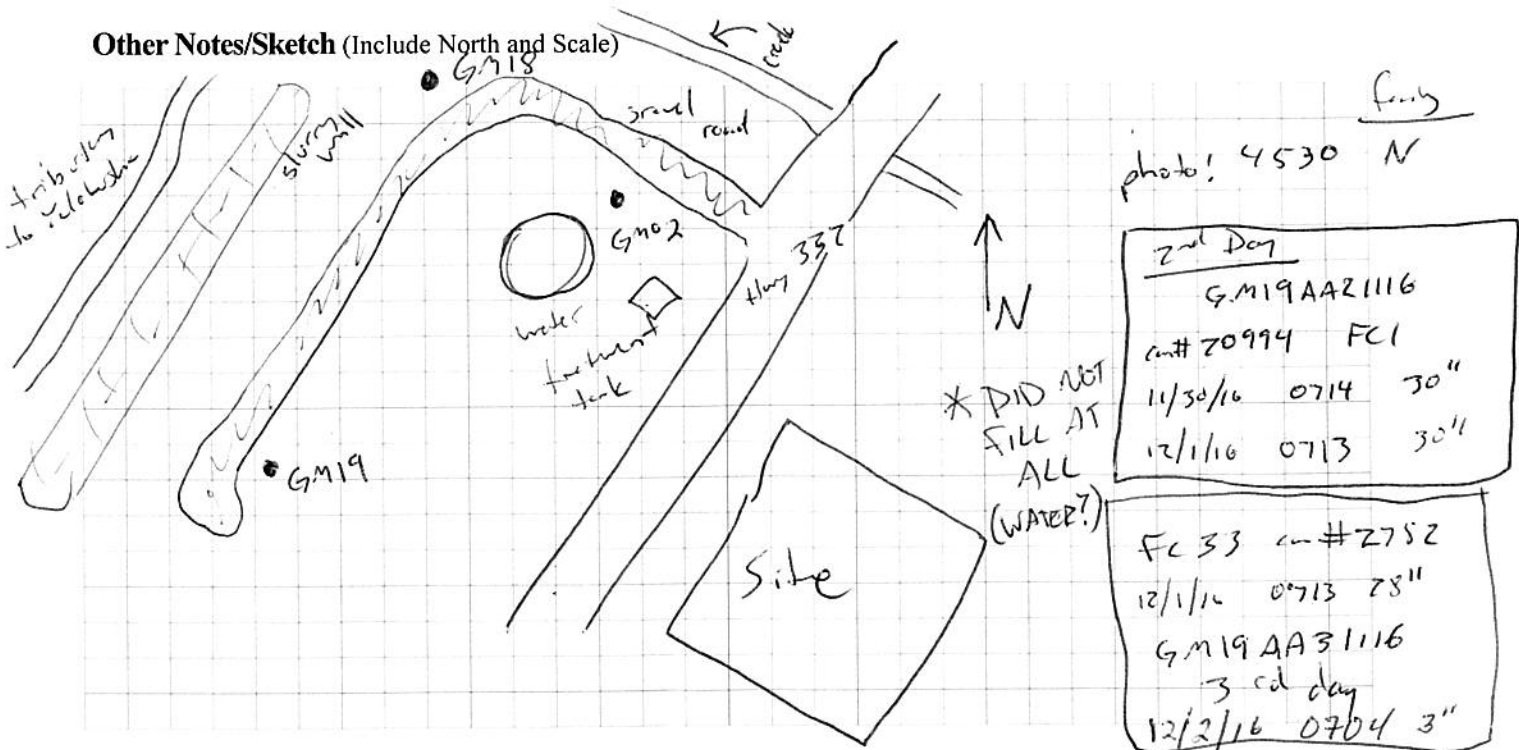 Other Notes/Sketch (Include North and Scale)
creek
GM18
gravel
road
slurry
wall
tributary
to
GM02
Hwy 337
water
treatment
tank
GM19
N
Site
* DID NOT
FILL AT
ALL
(WATER?)
photo: 4530 N
2nd Day
GM19AA21116
can# 20994 FC1
11/30/16 0714 30"
12/1/16 0713 30"
FC33 can #2752
12/1/16 0713 28"
GM19AA31116
3rd day
12/2/16 0704 3"